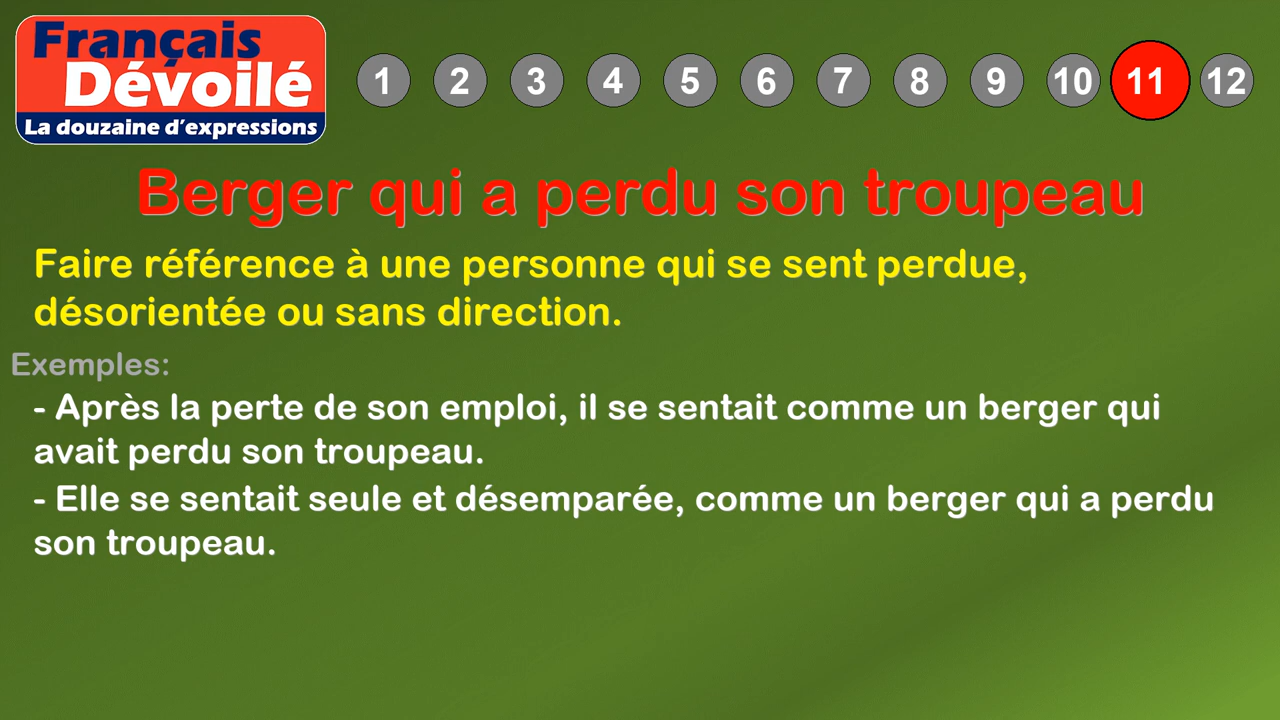 Français
Dévoilé
La douzaine d'expressions
1 2 3 4 5 6 7 8 9 10 11 12
Berger qui a perdu son troupeau
Faire référence à une personne qui se sent perdue,
désorientée ou sans direction.
Exemples:
- Après la perte de son emploi, il se sentait comme un berger qui
avait perdu son troupeau.
- Elle se sentait seule et désemparée, comme un berger qui a perdu
son troupeau.